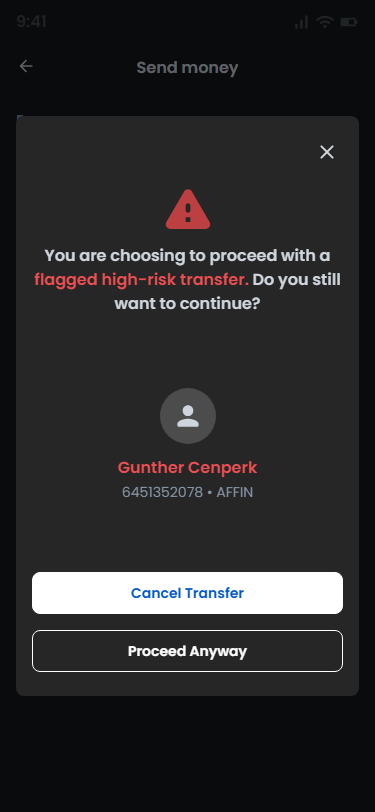 9:41
Send money
You are choosing to proceed with a
flagged high-risk transfer. Do you still
want to continue?
Gunther Cenperk
6451352078 • AFFIN
Cancel Transfer
Proceed Anyway